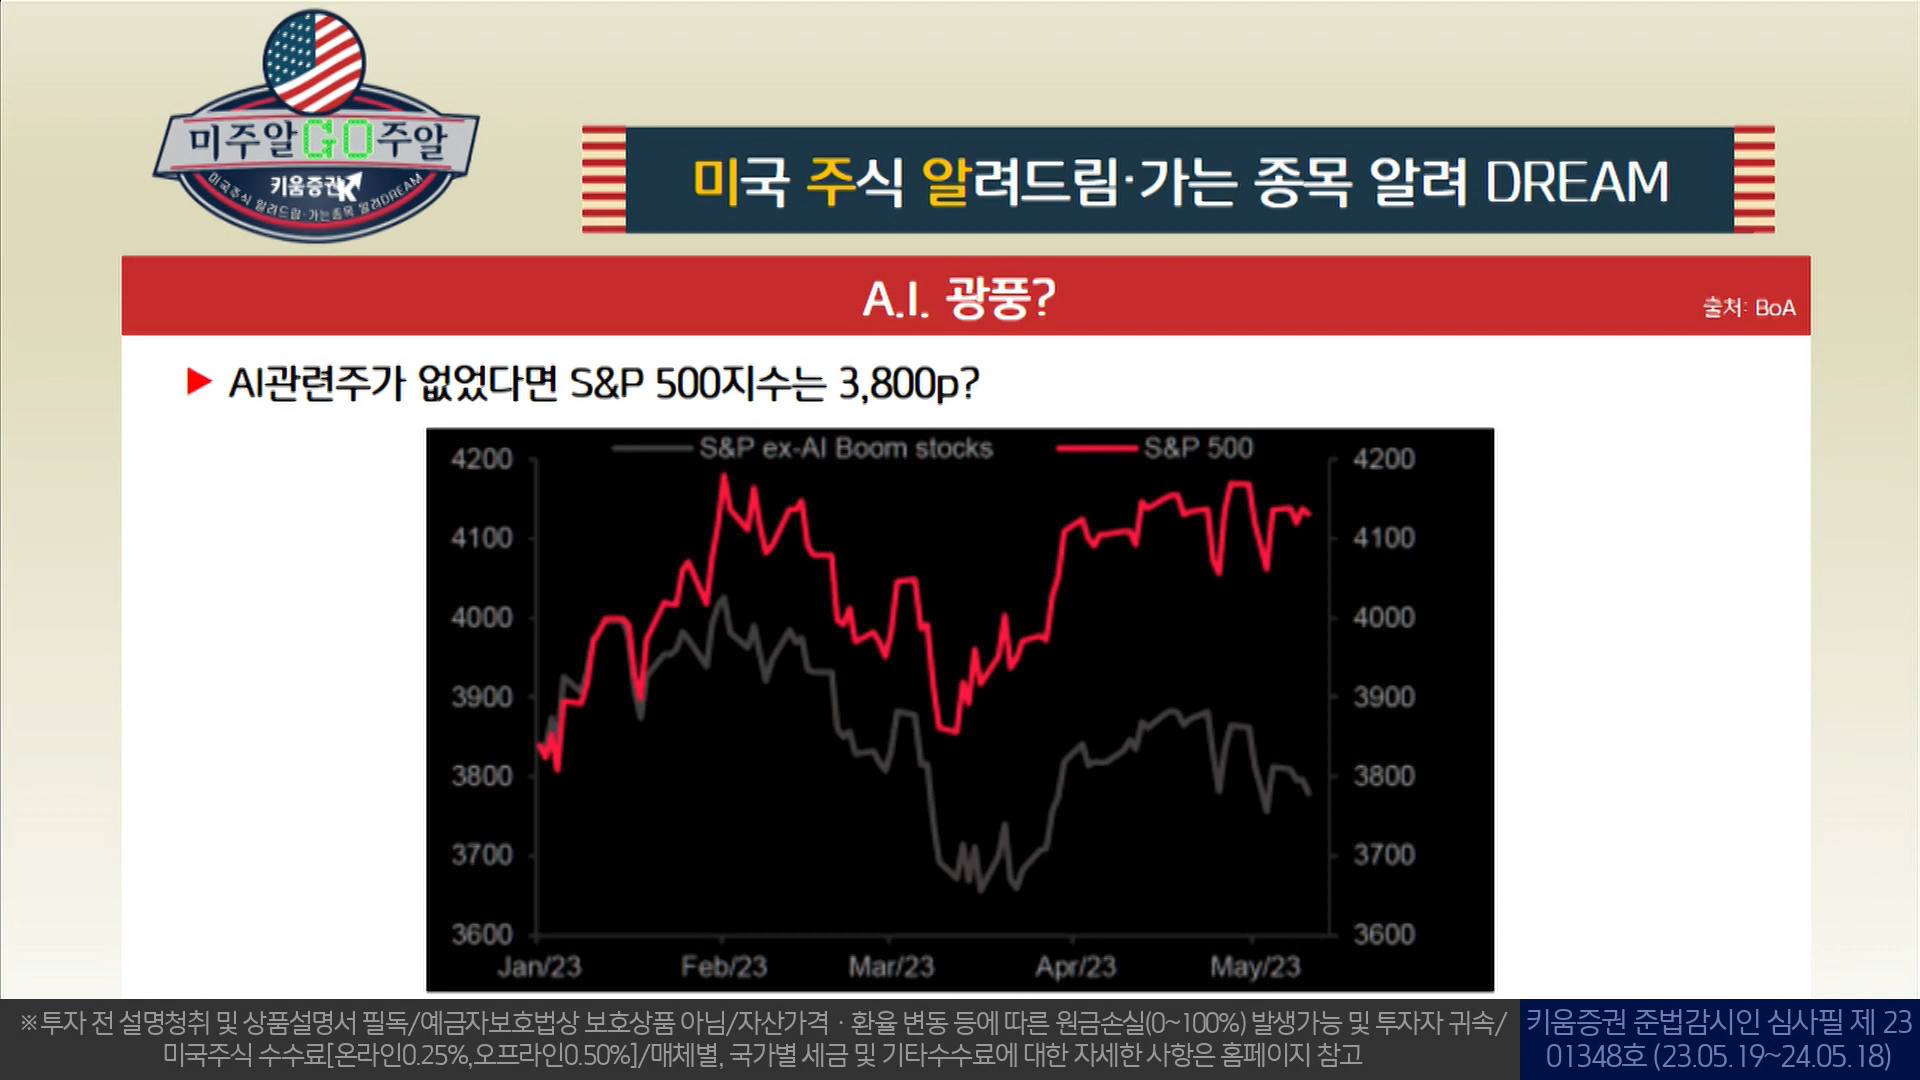 미주알GO주알
키움증권
미국주식 알려드림·가는종목 알려DREAM
미국 주식 알려드림·가는 종목 알려 DREAM
A.I. 광풍?
출처: BoA
▶ AI관련주가 없었다면 S&P 500지수는 3,800p?
S&P ex-AI Boom stocks
S&P 500
4200
4100
4000
3900
3800
3700
3600
4200
4100
4000
3900
3800
3700
3600
Jan/23
Feb/23
Mar/23
Apr/23
May/23
※투자 전 설명청취 및 상품설명서 필독/예금자보호법상 보호상품 아님/자산가격 · 환율 변동 등에 따른 원금손실(0~100%) 발생가능 및 투자자 귀속/
미국주식 수수료[온라인0.25%,오프라인0.50%]/매체별, 국가별 세금 및 기타수수료에 대한 자세한 사항은 홈페이지 참고
키움증권 준법감시인 심사필 제 23
01348호 (23.05.19~24.05.18)